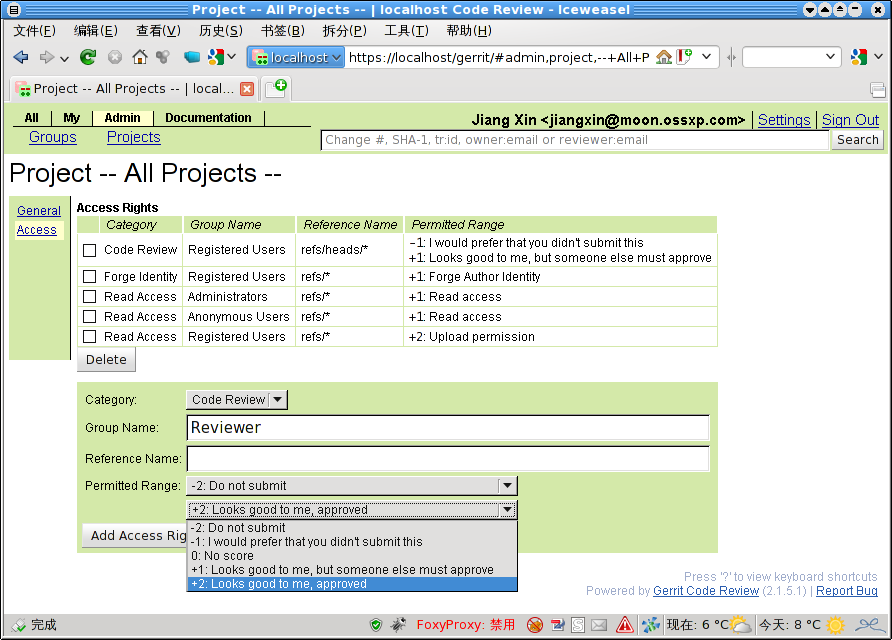 Project -- All Projects -- | localhost Code Review - Iceweasel
文件(F) 编辑(E) 查看(V) 历史(S) 书签(B) 拆分(P) 工具(T) 帮助(H)
localhost https://localhost/gerrit/#admin,project,--+All+P
Project -- All Projects -- | local...
All My Admin Documentation
Jiang Xin <jiangxin@moon.ossxp.com> Settings Sign Out
Groups Projects
Change #, SHA-1, tr:id, owner:email or reviewer:email Search
Project -- All Projects --
General
Access
Access Rights
Category Group Name Reference Name Permitted Range
Code Review Registered Users refs/heads/* −1: I would prefer that you didn't submit this
+1: Looks good to me, but someone else must approve
Forge Identity Registered Users refs/* +1: Forge Author Identity
Read Access Administrators refs/* +1: Read access
Read Access Anonymous Users refs/* +1: Read access
Read Access Registered Users refs/* +2: Upload permission
Delete
Category: Code Review
Group Name: Reviewer
Reference Name:
Permitted Range: -2: Do not submit
+2: Looks good to me, approved
-2: Do not submit
Add Access Rig
-1: I would prefer that you didn't submit this
0: No score
+1: Looks good to me, but someone else must approve
+2: Looks good to me, approved
Press '?' to view keyboard shortcuts
Powered by Gerrit Code Review (2.1.5.1) | Report Bug
完成 FoxyProxy: 禁用 现在: 6 °C 今天: 8 °C